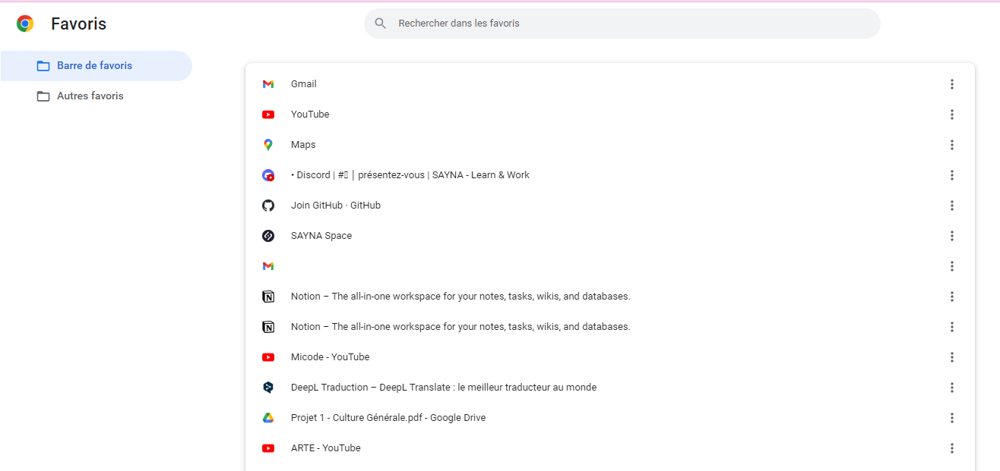 Favoris
Rechercher dans les favoris
Barre de favoris
Autres favoris
Gmail
YouTube
Maps
• Discord | #▯ | présentez-vous | SAYNA - Learn & Work
Join GitHub · GitHub
SAYNA Space
Notion – The all-in-one workspace for your notes, tasks, wikis, and databases.
Notion – The all-in-one workspace for your notes, tasks, wikis, and databases.
Micode - YouTube
DeepL Traduction – DeepL Translate : le meilleur traducteur au monde
Projet 1 - Culture Générale.pdf - Google Drive
ARTE - YouTube